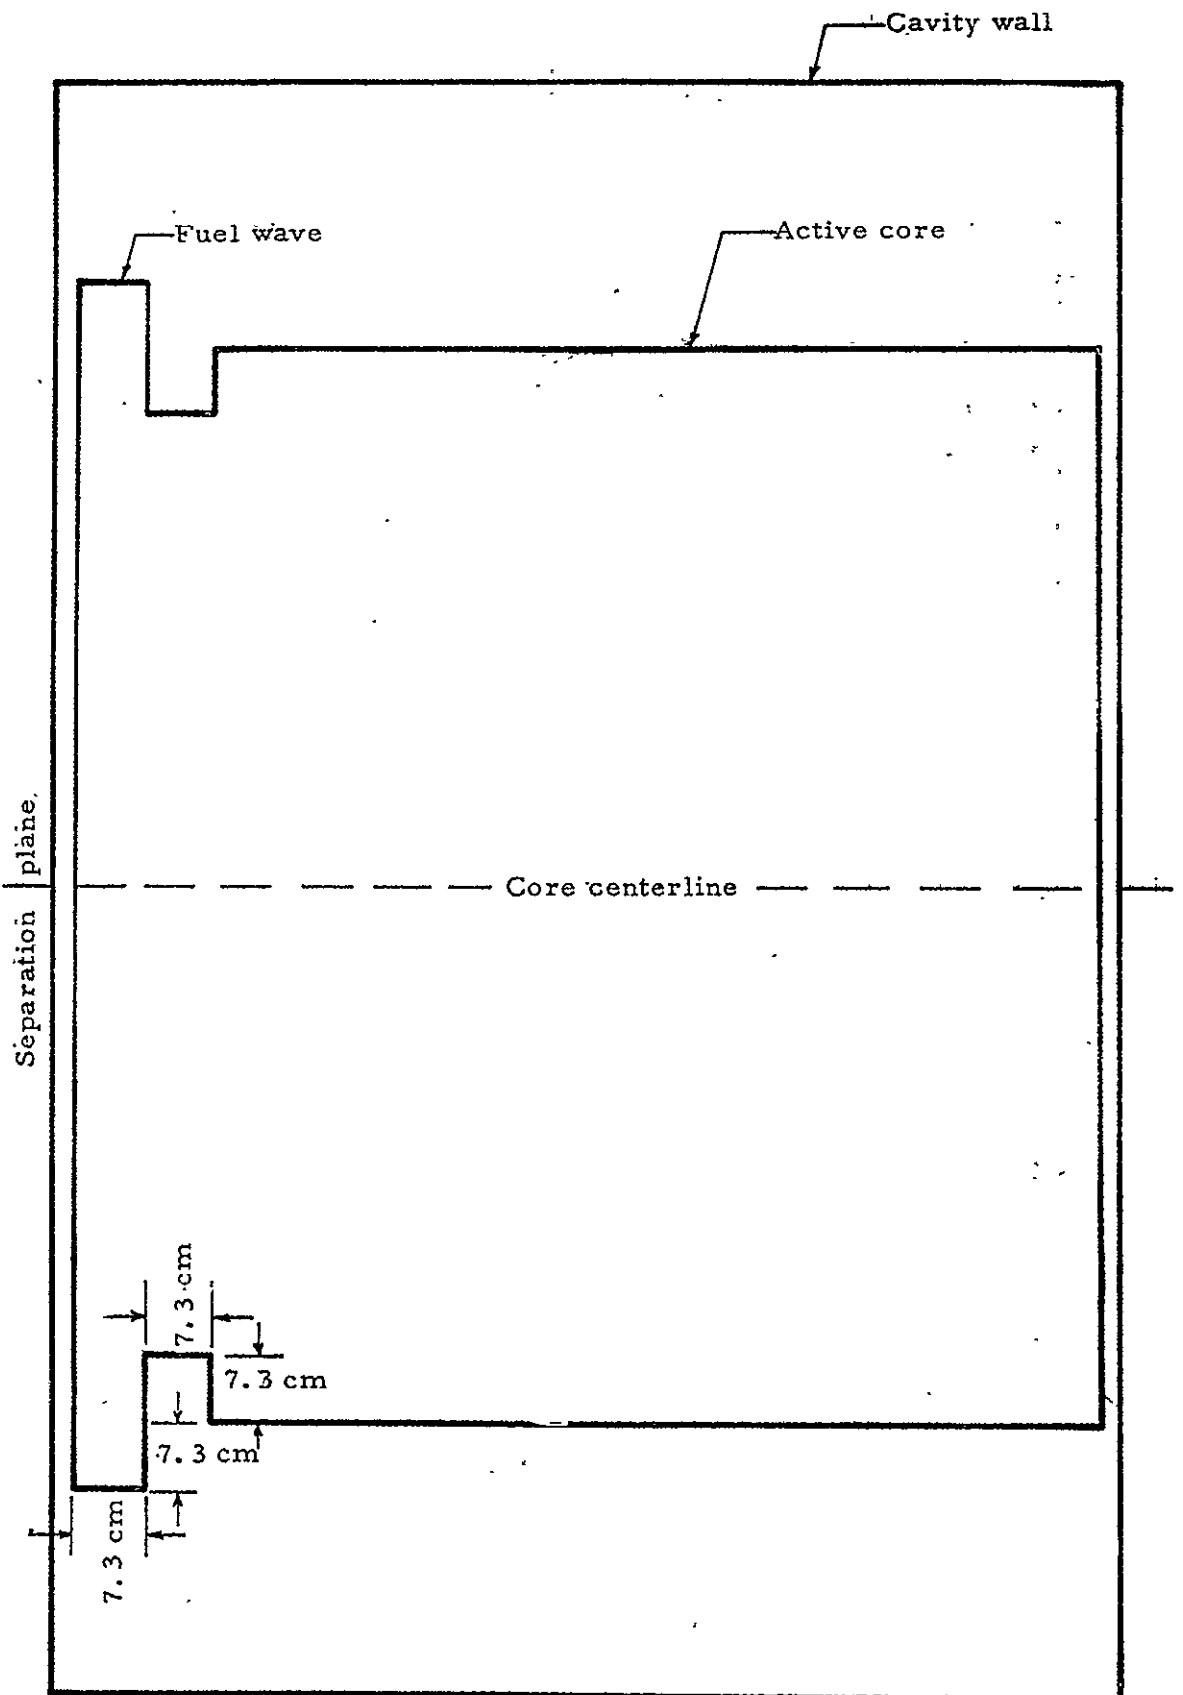 Cavity wall
Fuel wave
Active core
Separation plane
Core centerline
7.3 cm
7.3 cm
7.3 cm
7.3 cm